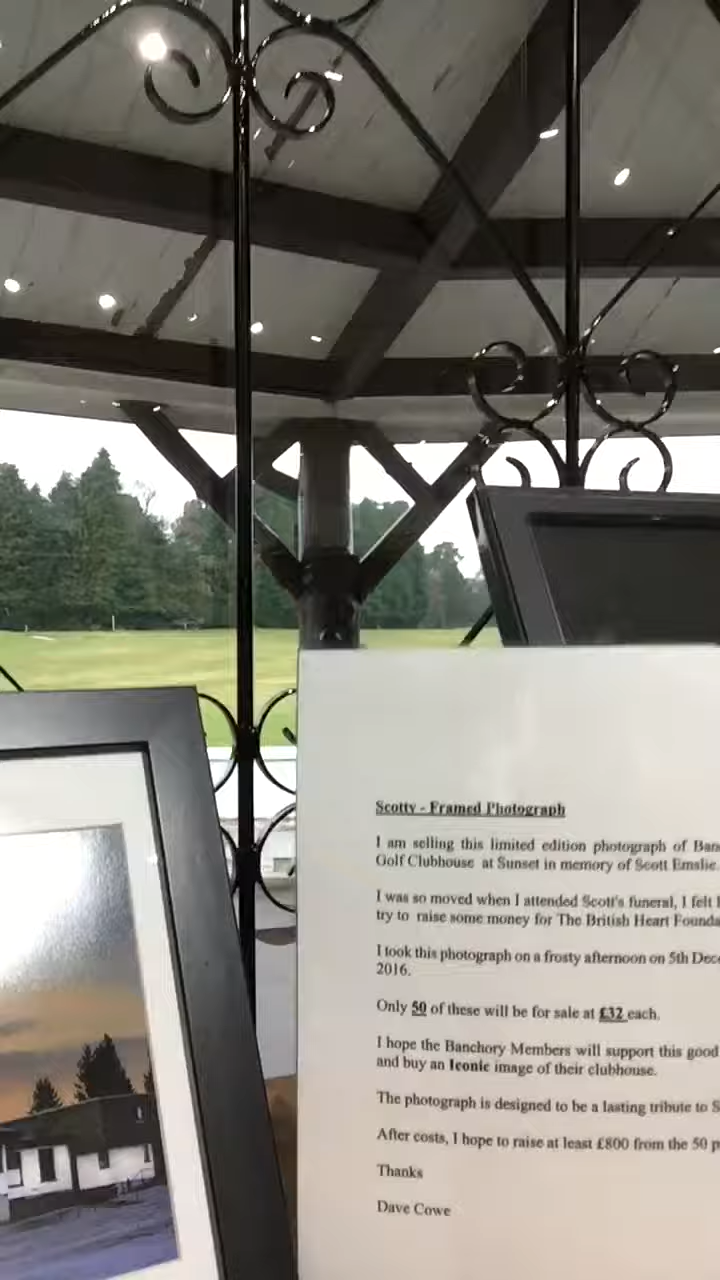 Scotty - Framed Photograph
I am selling this limited edition photograph of
Golf Clubhouse at Sunset in memory of Scott Emslie.
I was so moved when I attended Scott's funeral, I felt
try to raise some money for The British Heart
I took this photograph on a frosty afternoon on 5th
2016.
Only 50 of these will be for sale at £32 each.
I hope the Banchory Members will support this good
and buy an Iconic image of their clubhouse.
The photograph is designed to be a lasting tribute to
After costs, I hope to raise at least £800 from the 50
Thanks
Dave Cowe